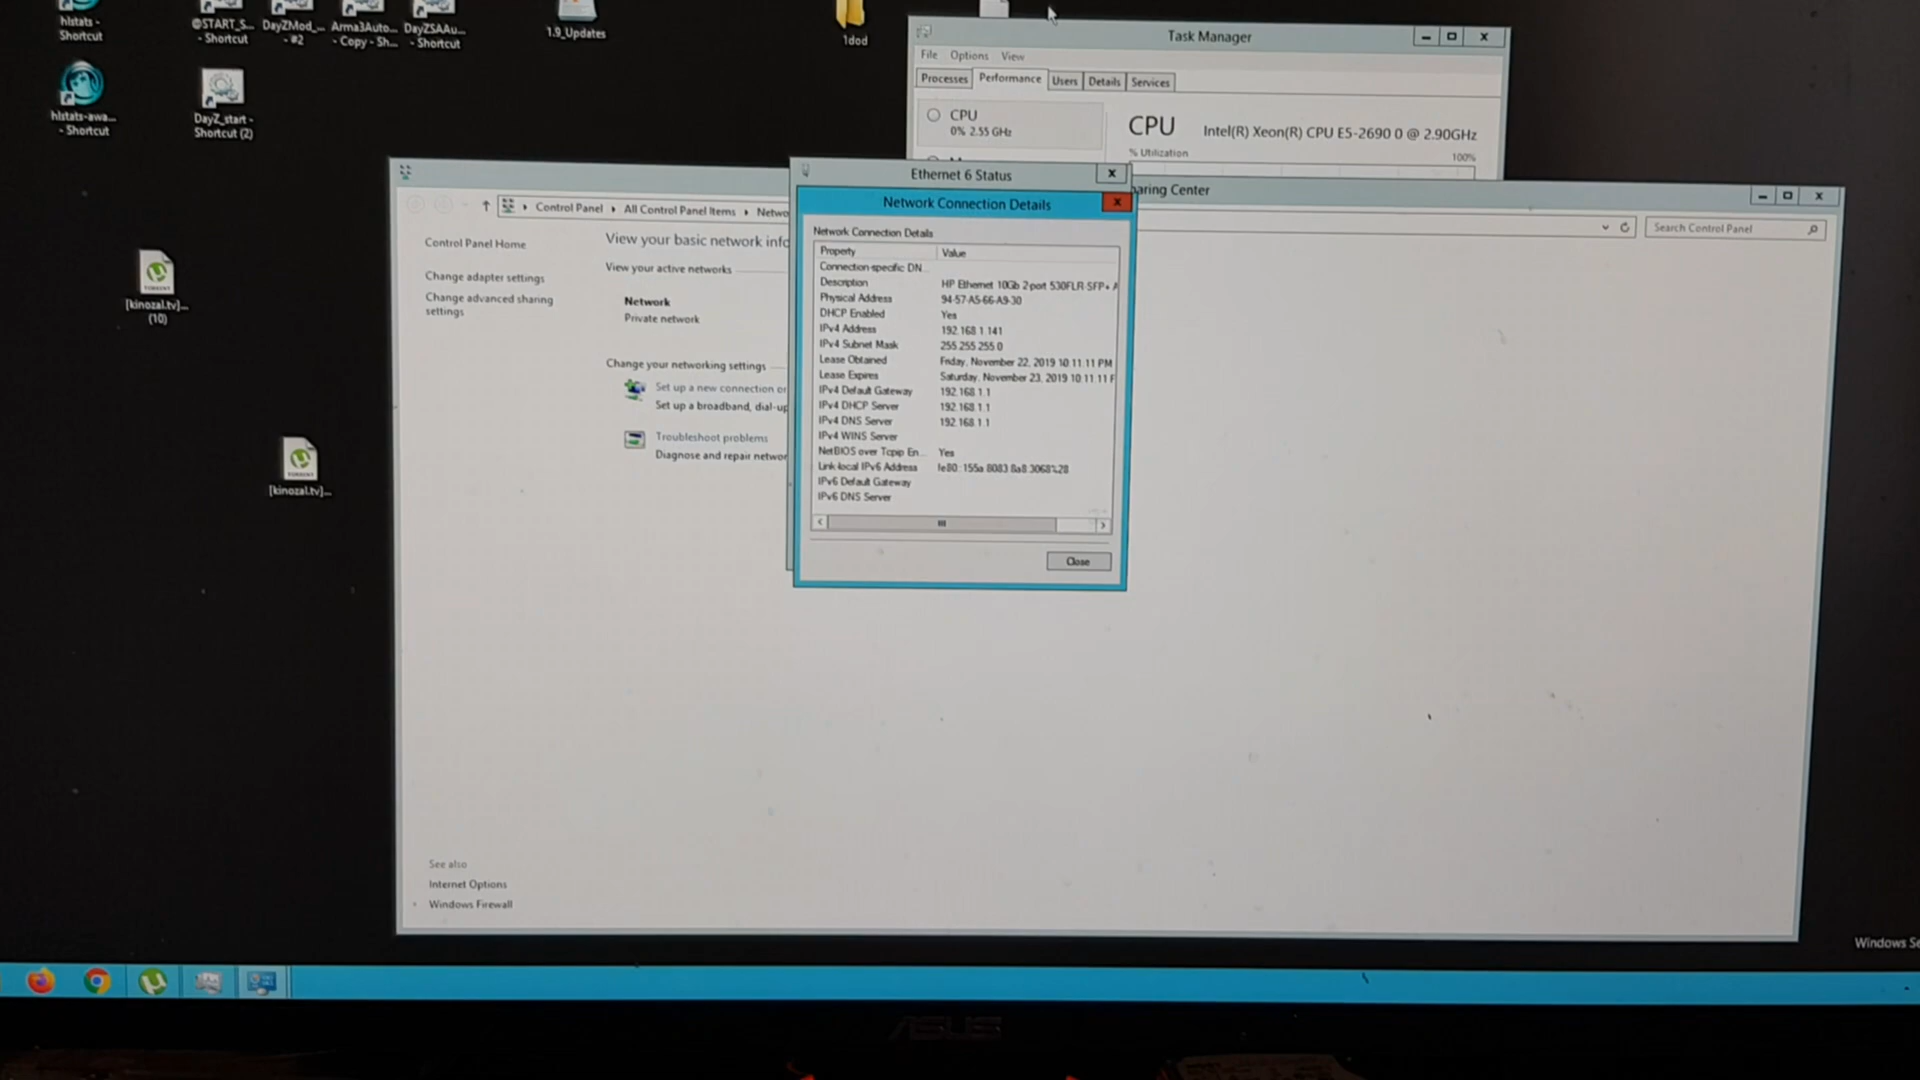 hlstats -
Shortcut
@START_S...
- Shortcut
DayZMod_...
- #2
Arma3Auto...
- Copy - Sh...
DayZSAAu...
- Shortcut
1.9_Updates
1dod
hlstats-awa...
- Shortcut
DayZ_start -
Shortcut (2)
[kinozal.tv]...
(10)
[kinozal.tv]...
Task Manager
File Options View
Processes Performance Users Details Services
CPU
0% 2.55 GHz
CPU Intel(R) Xeon(R) CPU E5-2690 0 @ 2.90GHz
% Utilization 100%
aring Center
Control Panel All Control Panel Items Netwo
Search Control Panel
Control Panel Home
Change adapter settings
Change advanced sharing
settings
View your basic network info
View your active networks
Network
Private network
Change your networking settings
Set up a new connection or
Set up a broadband, dial-up
Troubleshoot problems
Diagnose and repair networ
See also
Internet Options
Windows Firewall
Ethernet 6 Status
Network Connection Details
Network Connection Details
Property Value
Connection-specific DN...
Description HP Ethernet 10Gb 2-port 530FLR-SFP+ A
Physical Address 94-57-A5-66-A9-30
DHCP Enabled Yes
IPv4 Address 192.168.1.141
IPv4 Subnet Mask 255.255.255.0
Lease Obtained Friday, November 22, 2019 10:11:11 PM
Lease Expires Saturday, November 23, 2019 10:11:11 P
IPv4 Default Gateway 192.168.1.1
IPv4 DHCP Server 192.168.1.1
IPv4 DNS Server 192.168.1.1
IPv4 WINS Server
NetBIOS over Tcpip En... Yes
Link-local IPv6 Address fe80::155a:8083:8a8:3068%28
IPv6 Default Gateway
IPv6 DNS Server
Close
Windows Se
ASUS